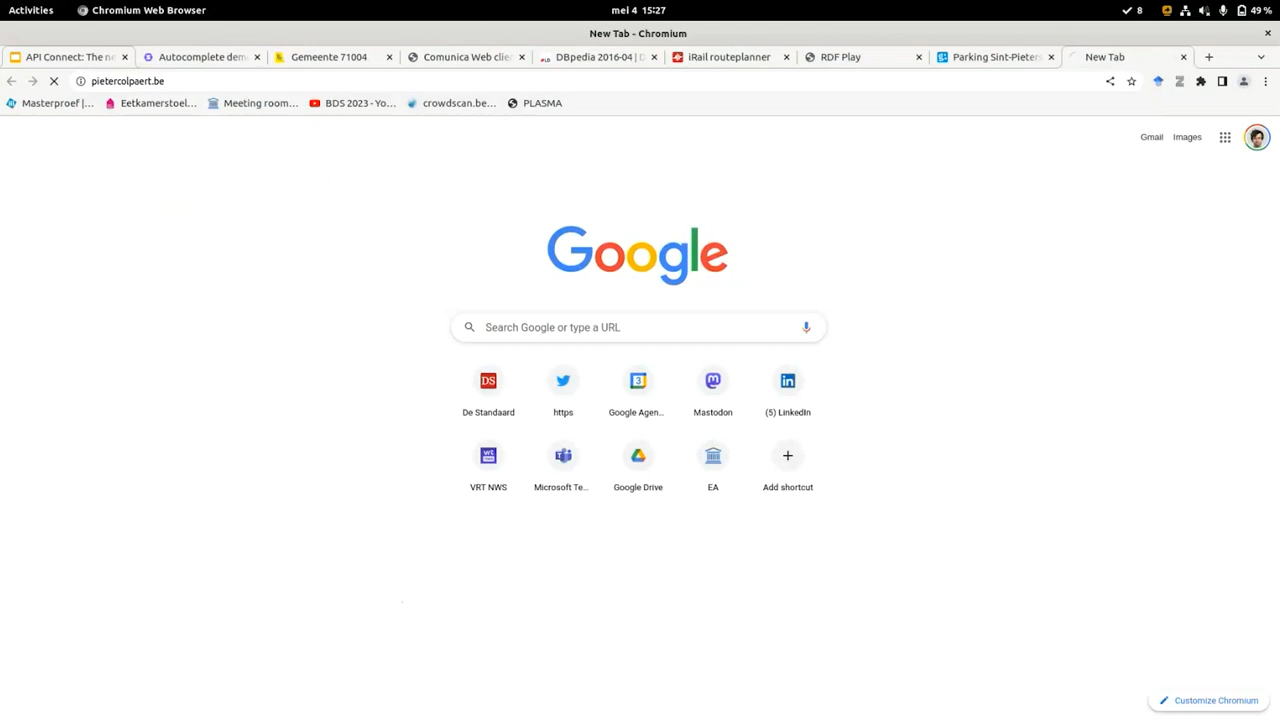 Activities Chromium Web Browser mei 4 15:27 8 49 %
New Tab - Chromium
API Connect: The ne Autocomplete dem Gemeente 71004 Comunica Web clie DBpedia 2016-04 | D iRail routeplanner RDF Play Parking Sint-Pieters New Tab
pietercolpaert.be
Masterproef |... Eetkamerstoel... Meeting room... BDS 2023 - Yo... crowdscan.be... PLASMA
Gmail Images
Google
Search Google or type a URL
DS 3 in
De Standaard https Google Agen... Mastodon (5) LinkedIn
VRT NWS Microsoft Te... Google Drive EA Add shortcut
Customize Chromium